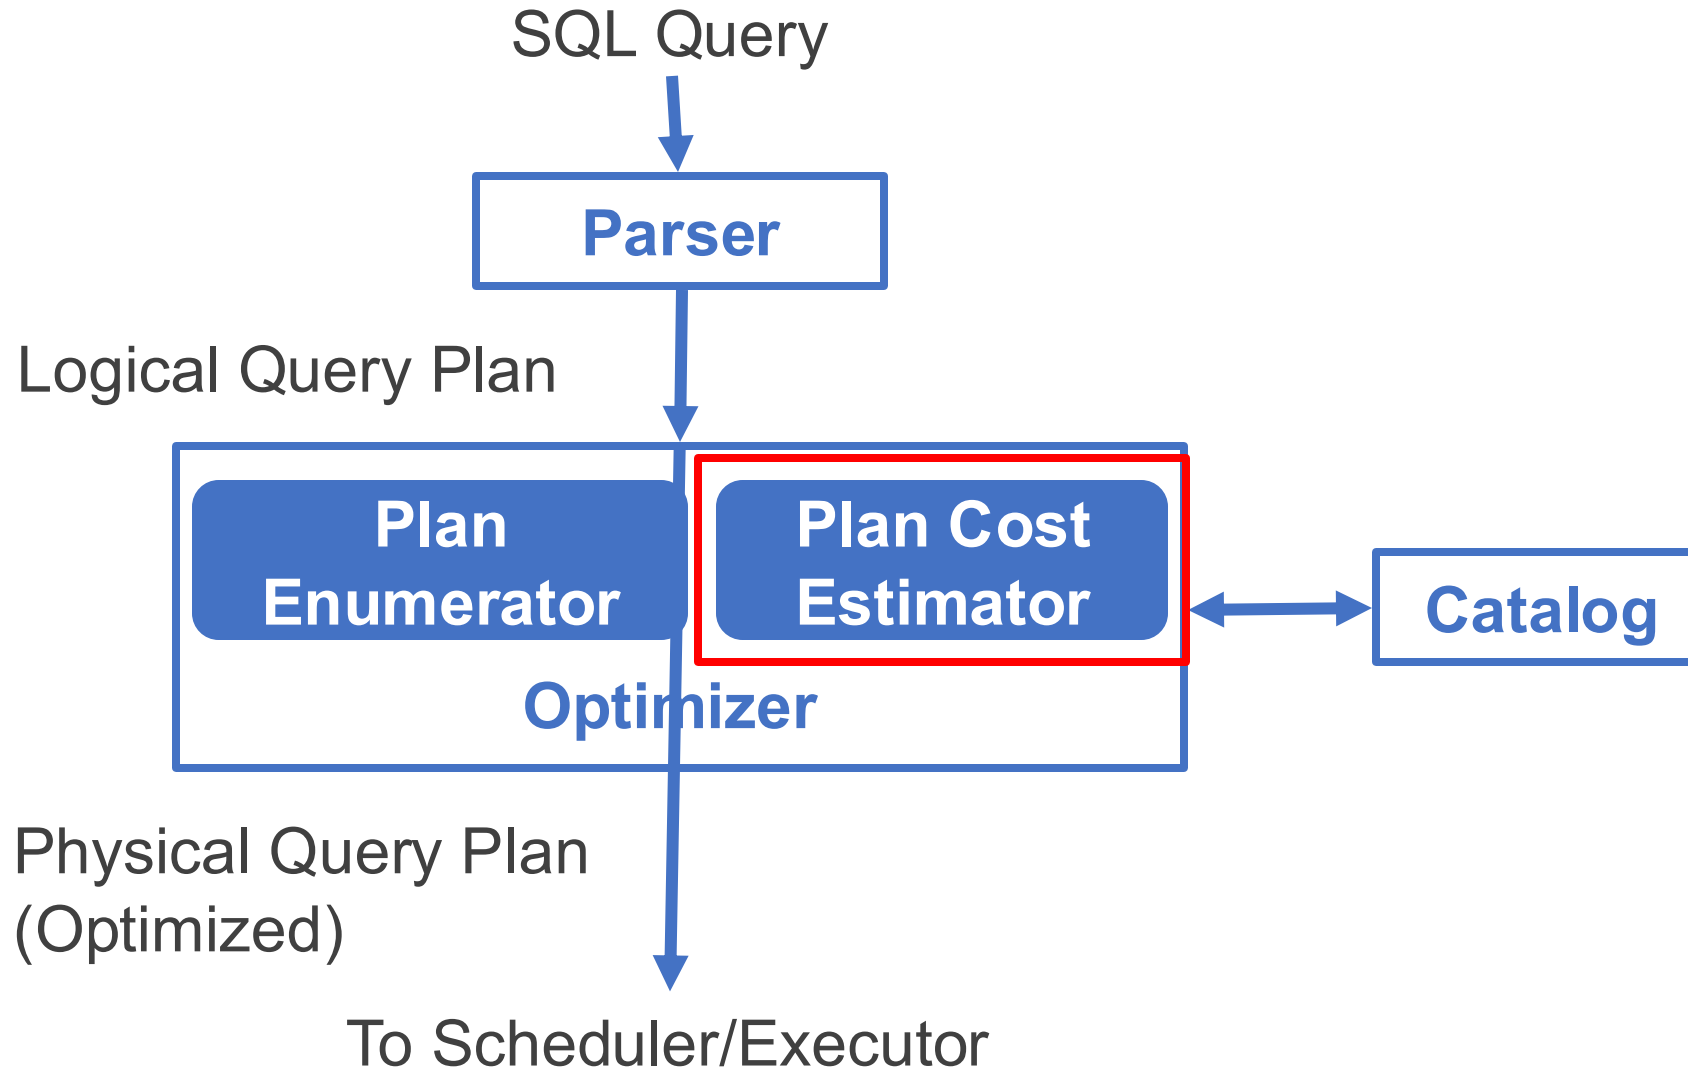 SQL Query
Parser
Logical Query Plan
Plan
Enumerator
Plan Cost
Estimator
Catalog
Optimizer
Physical Query Plan
(Optimized)
To Scheduler/Executor